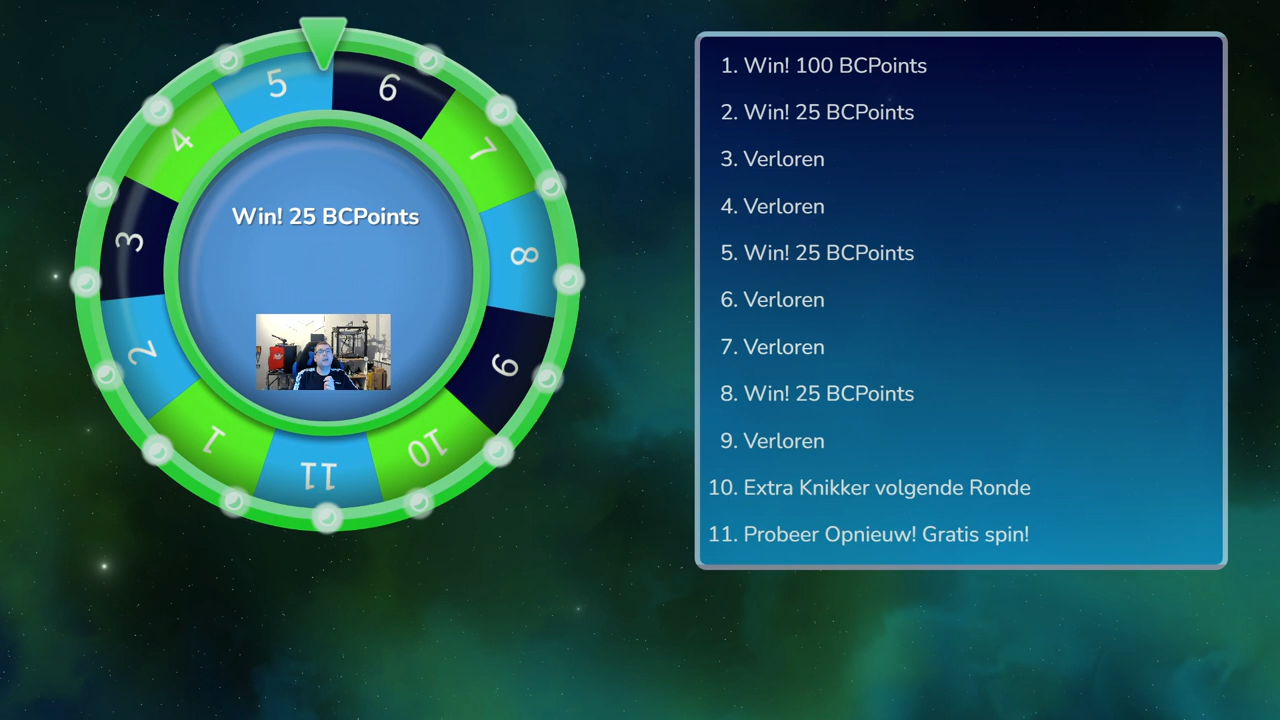 5
6
4
7
3
8
2
9
1
10
11
Win! 25 BCPoints
1. Win! 100 BCPoints
2. Win! 25 BCPoints
3. Verloren
4. Verloren
5. Win! 25 BCPoints
6. Verloren
7. Verloren
8. Win! 25 BCPoints
9. Verloren
10. Extra Knikker volgende Ronde
11. Probeer Opnieuw! Gratis spin!